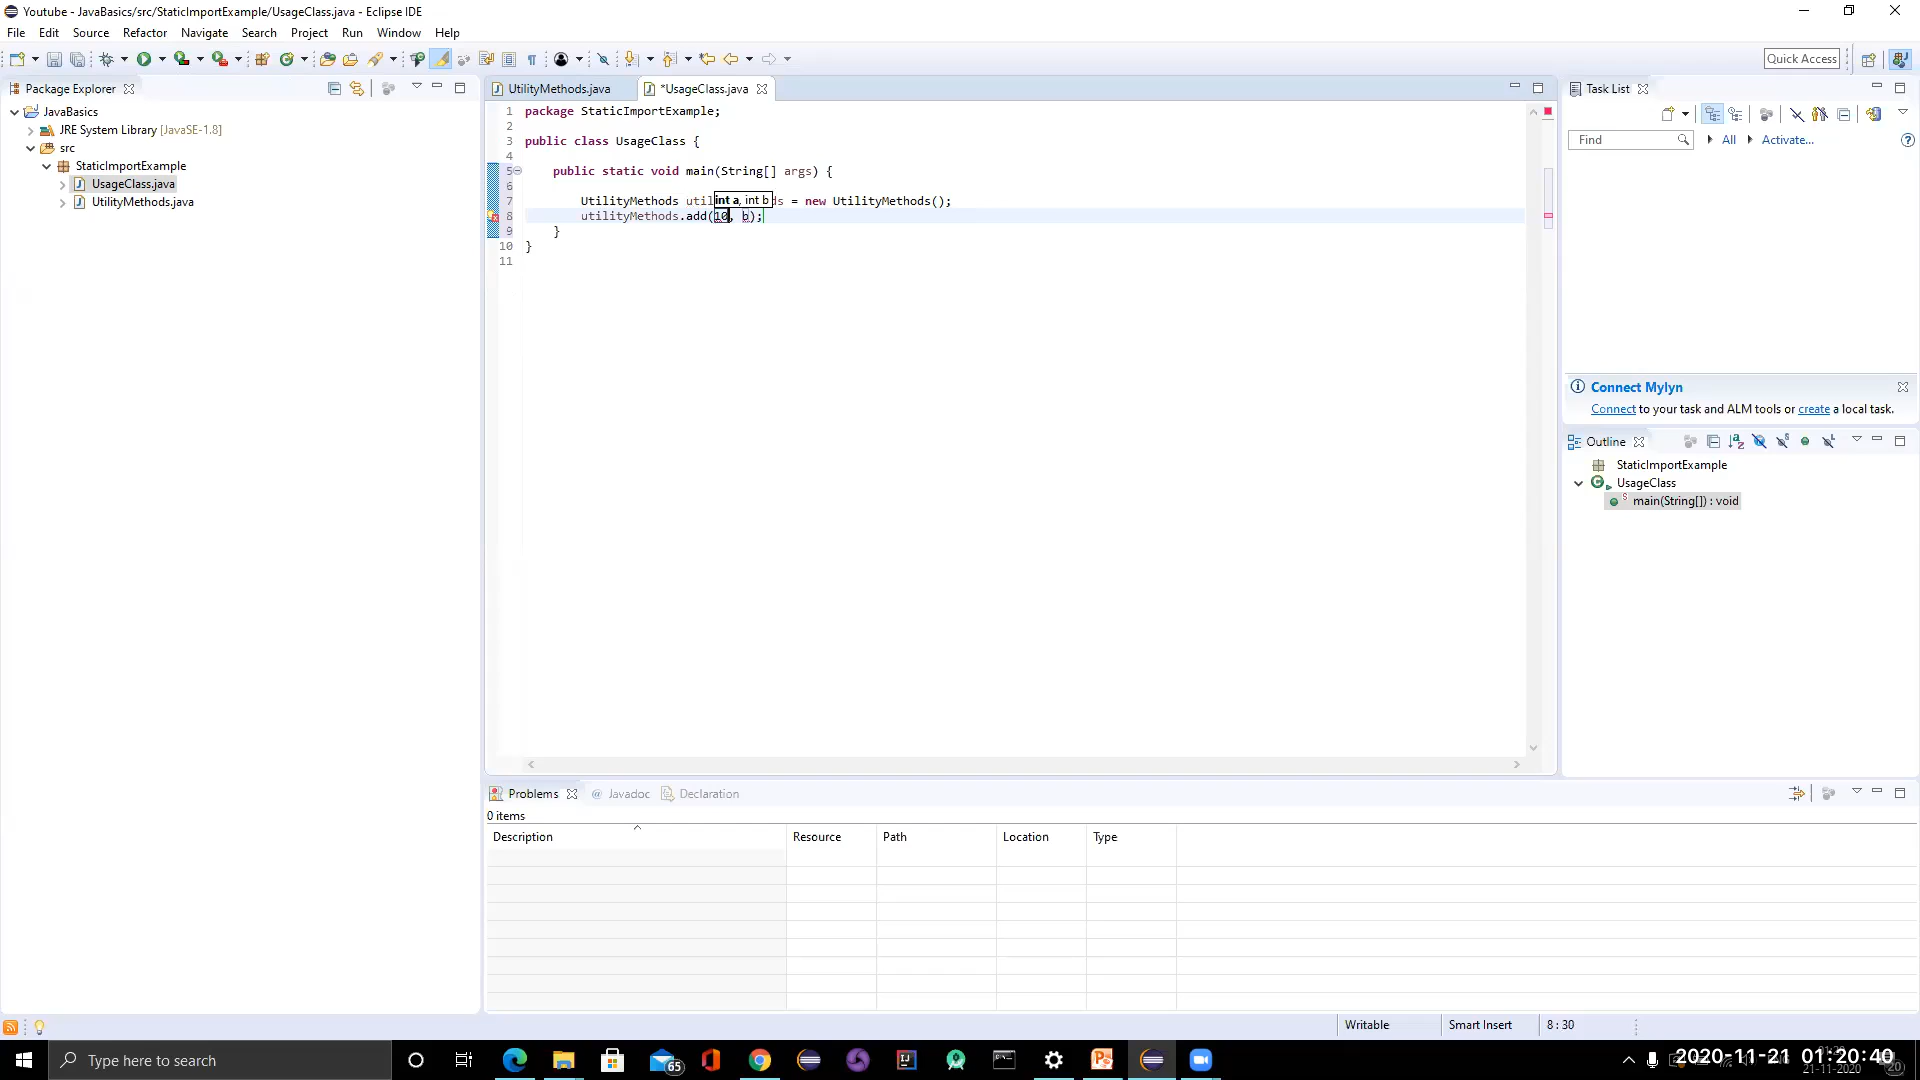 Youtube - JavaBasics/src/StaticImportExample/UsageClass.java - Eclipse IDE
File Edit Source Refactor Navigate Search Project Run Window Help
Quick Access
Package Explorer
JavaBasics
JRE System Library [JavaSE-1.8]
src
StaticImportExample
UsageClass.java
UtilityMethods.java
UtilityMethods.java *UsageClass.java
1 package StaticImportExample;
2
3 public class UsageClass {
4
5 public static void main(String[] args) {
6
int a, int b
7 UtilityMethods util ds = new UtilityMethods();
8 utilityMethods.add(10, b);
9 }
10 }
11
Task List
Find All Activate...
Connect Mylyn
Connect to your task and ALM tools or create a local task.
Outline
StaticImportExample
UsageClass
main(String[]) : void
Problems @ Javadoc Declaration
0 items
Description Resource Path Location Type
Writable Smart Insert 8 : 30
Type here to search
65
2020-11-21 01:20:40
21-11-2020
20